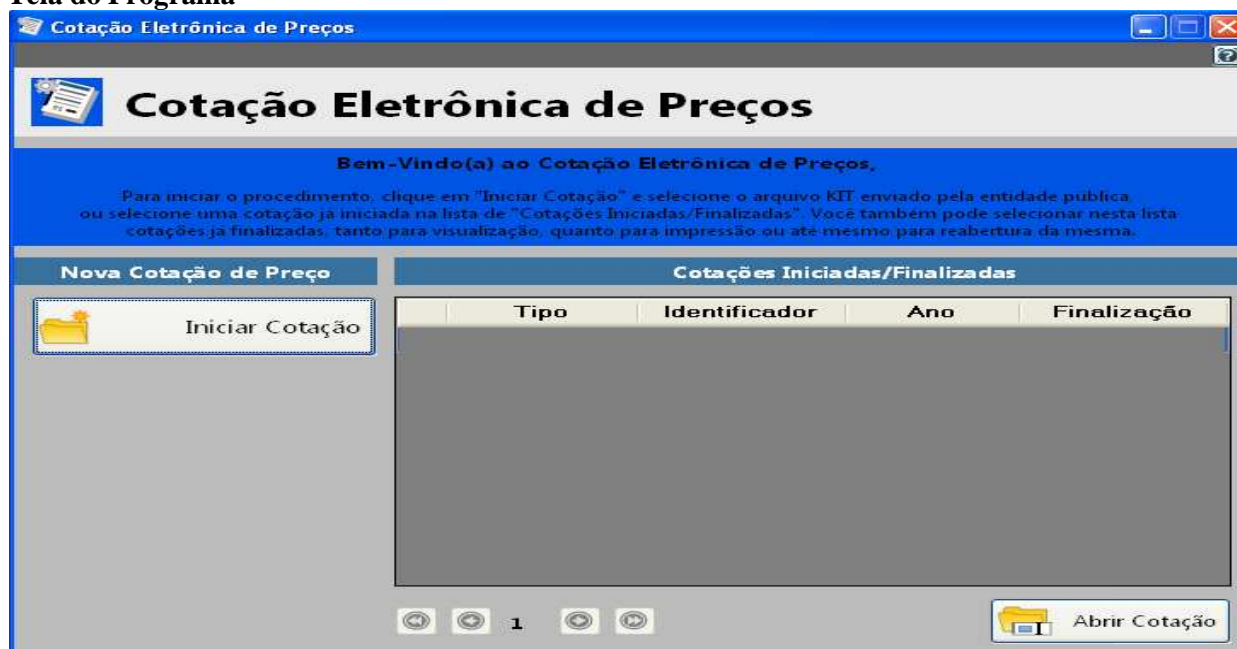 Tela do Programa
Cotação Eletrônica de Preços
Cotação Eletrônica de Preços
Bem-Vindo(a) ao Cotação Eletrônica de Preços,
Para iniciar o procedimento, clique em "Iniciar Cotação" e selecione o arquivo KIT enviado pela entidade pública
ou selecione uma cotação já iniciada na lista de "Cotações Iniciadas/Finalizadas". Você também pode selecionar nesta lista
cotações ja finalizadas, tanto para visualização, quanto para impressão ou até mesmo para reabertura da mesma.
Nova Cotação de Preço
Cotações Iniciadas/Finalizadas
Iniciar Cotação
Tipo Identificador Ano Finalização
1
Abrir Cotação